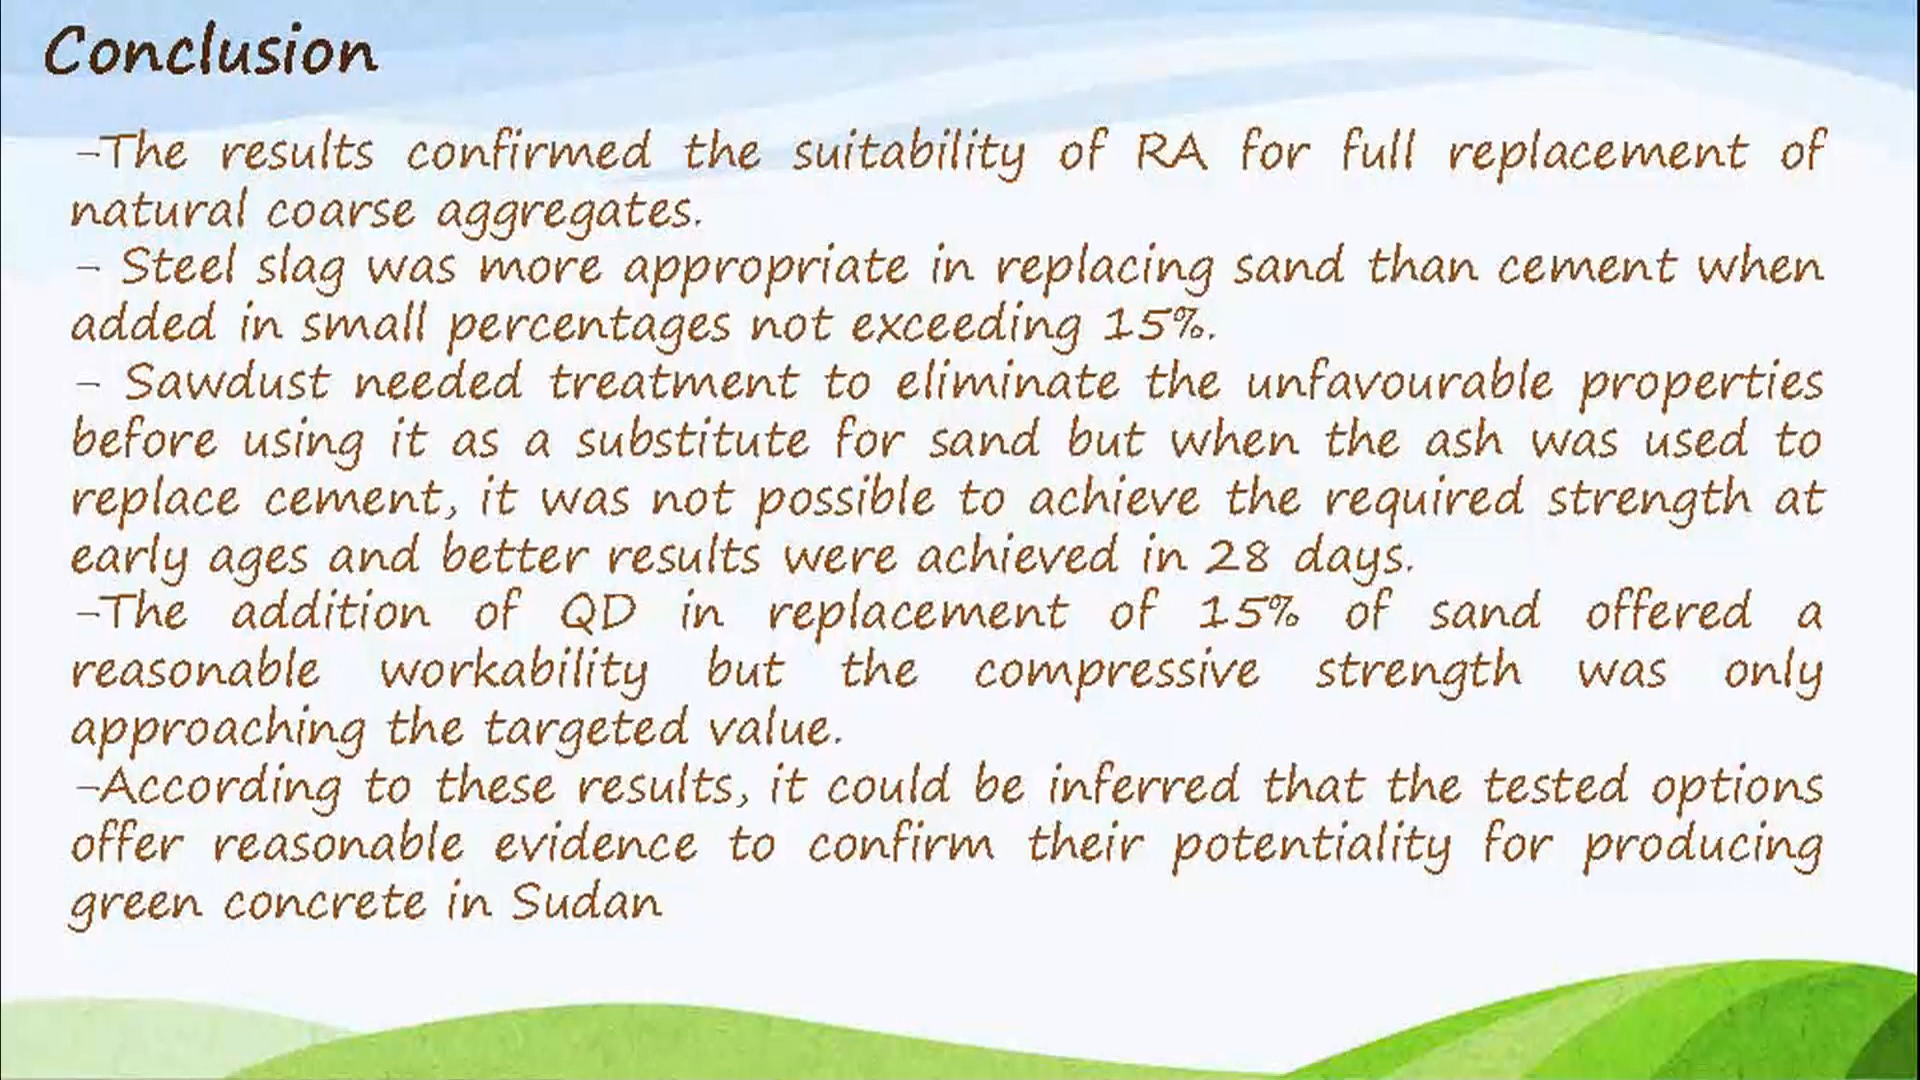 Conclusion
–The results confirmed the suitability of RA for full replacement of
natural coarse aggregates.
– Steel slag was more appropriate in replacing sand than cement when
added in small percentages not exceeding 15%.
– Sawdust needed treatment to eliminate the unfavourable properties
before using it as a substitute for sand but when the ash was used to
replace cement, it was not possible to achieve the required strength at
early ages and better results were achieved in 28 days.
–The addition of QD in replacement of 15% of sand offered a
reasonable workability but the compressive strength was only
approaching the targeted value.
–According to these results, it could be inferred that the tested options
offer reasonable evidence to confirm their potentiality for producing
green concrete in Sudan